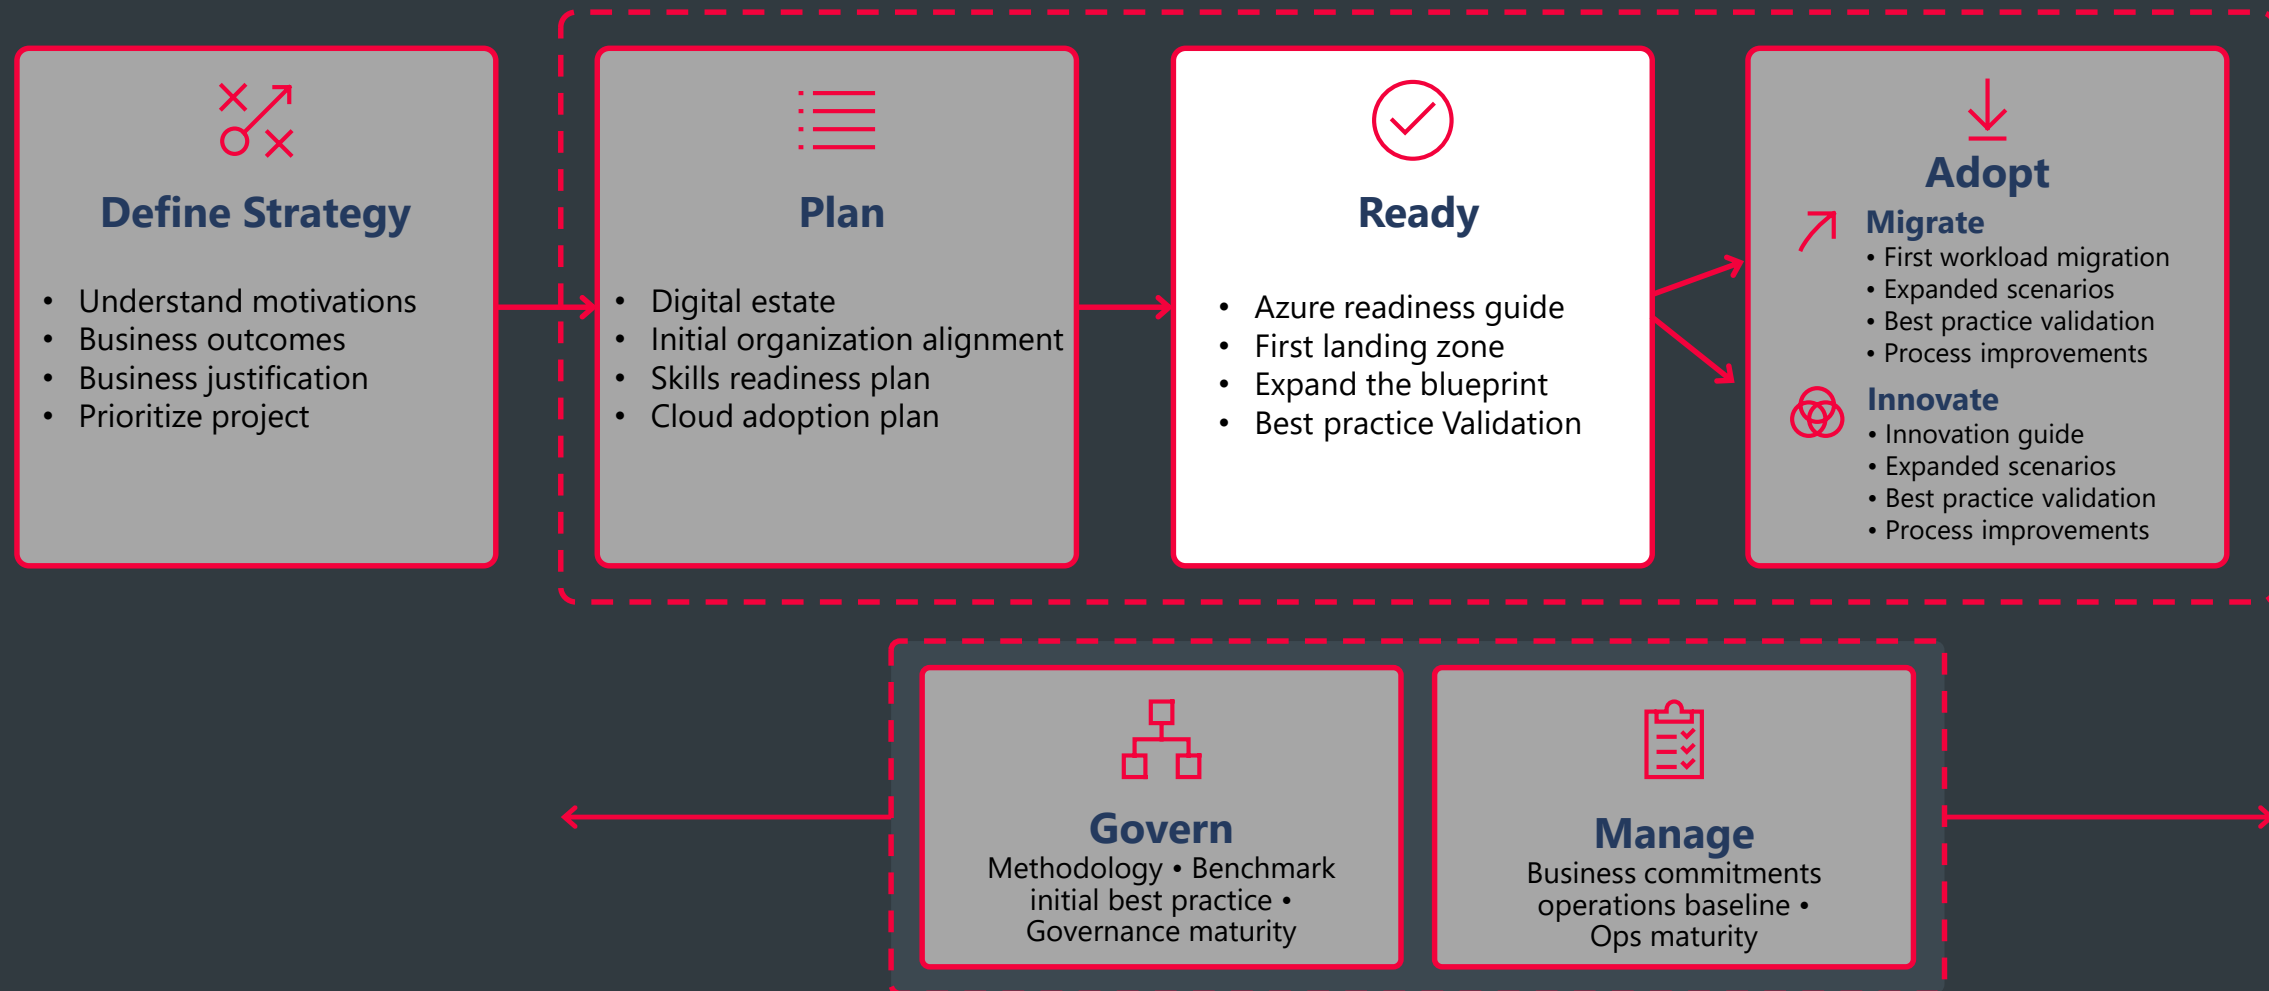 Define Strategy
• Understand motivations
• Business outcomes
• Business justification
• Prioritize project
Plan
• Digital estate
• Initial organization alignment
• Skills readiness plan
• Cloud adoption plan
Ready
• Azure readiness guide
• First landing zone
• Expand the blueprint
• Best practice Validation
Adopt
Migrate
• First workload migration
• Expanded scenarios
• Best practice validation
• Process improvements
Innovate
• Innovation guide
• Expanded scenarios
• Best practice validation
• Process improvements
Govern
Methodology • Benchmark
initial best practice •
Governance maturity
Manage
Business commitments
operations baseline •
Ops maturity